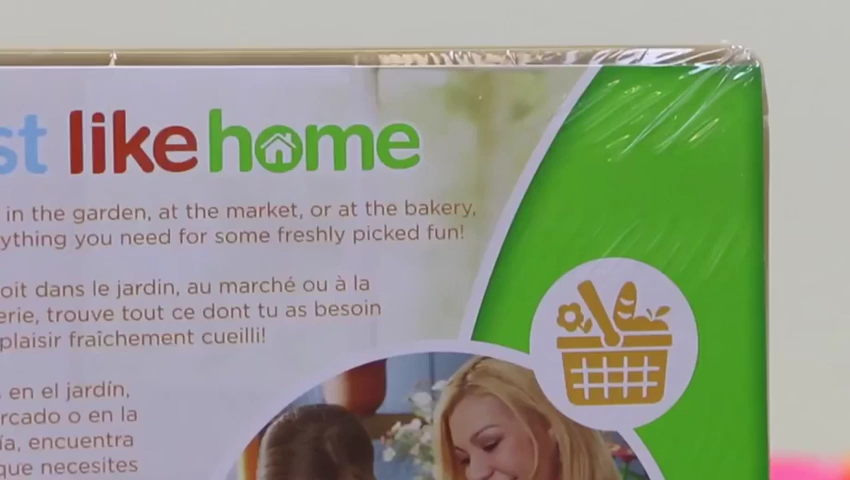 st like home
in the garden, at the market, or at the bakery,
ything you need for some freshly picked fun!
oit dans le jardin, au marché ou à la
erie, trouve tout ce dont tu as besoin
plaisir fraîchement cueilli!
en el jardín,
rcado o en la
ía, encuentra
que necesites